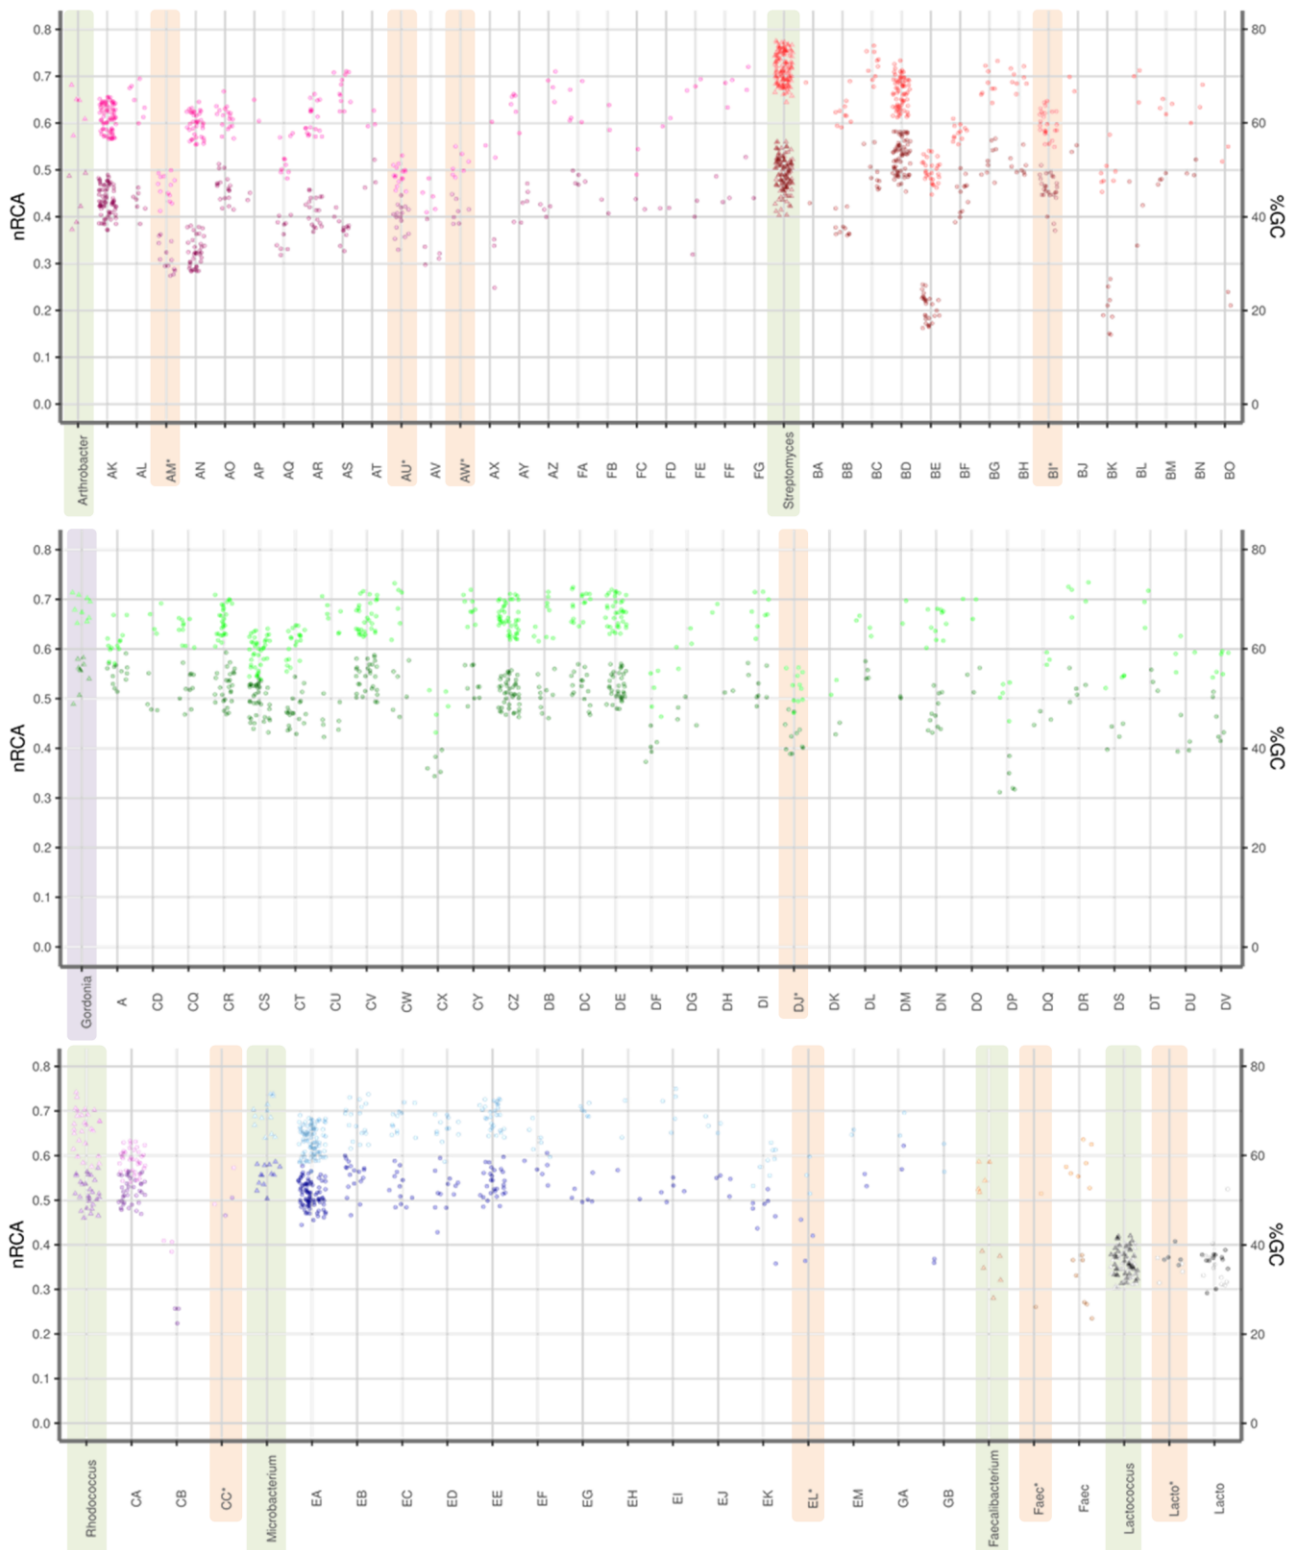 0.8
0.7
0.6
0.5
0.4
0.3
0.2
0.1
0.0
nRCA
80
60
40
20
0
%GC
Arthrobacter
AK
AL
AM*
AN
AO
AP
AQ
AR
AS
AT
AU*
AV
AW*
AX
AY
AZ
FA
FB
FC
FD
FE
FF
FG
Streptomyces
BA
BB
BC
BD
BE
BF
BG
BH
BI*
BJ
BK
BL
BM
BN
BO
0.8
0.7
0.6
0.5
0.4
0.3
0.2
0.1
0.0
nRCA
80
60
40
20
0
%GC
Gordonia
A
CD
CQ
CR
CS
CT
CU
CV
CW
CX
CY
CZ
DB
DC
DE
DF
DG
DH
DI
DJ*
DK
DL
DM
DN
DO
DP
DQ
DR
DS
DT
DU
DV
0.8
0.7
0.6
0.5
0.4
0.3
0.2
0.1
0.0
nRCA
80
60
40
20
0
%GC
Rhodococcus
CA
CB
CC*
Microbacterium
EA
EB
EC
ED
EE
EF
EG
EH
EI
EJ
EK
EL*
EM
GA
GB
Faecalibacterium
Faec*
Faec
Lactococcus
Lacto*
Lacto